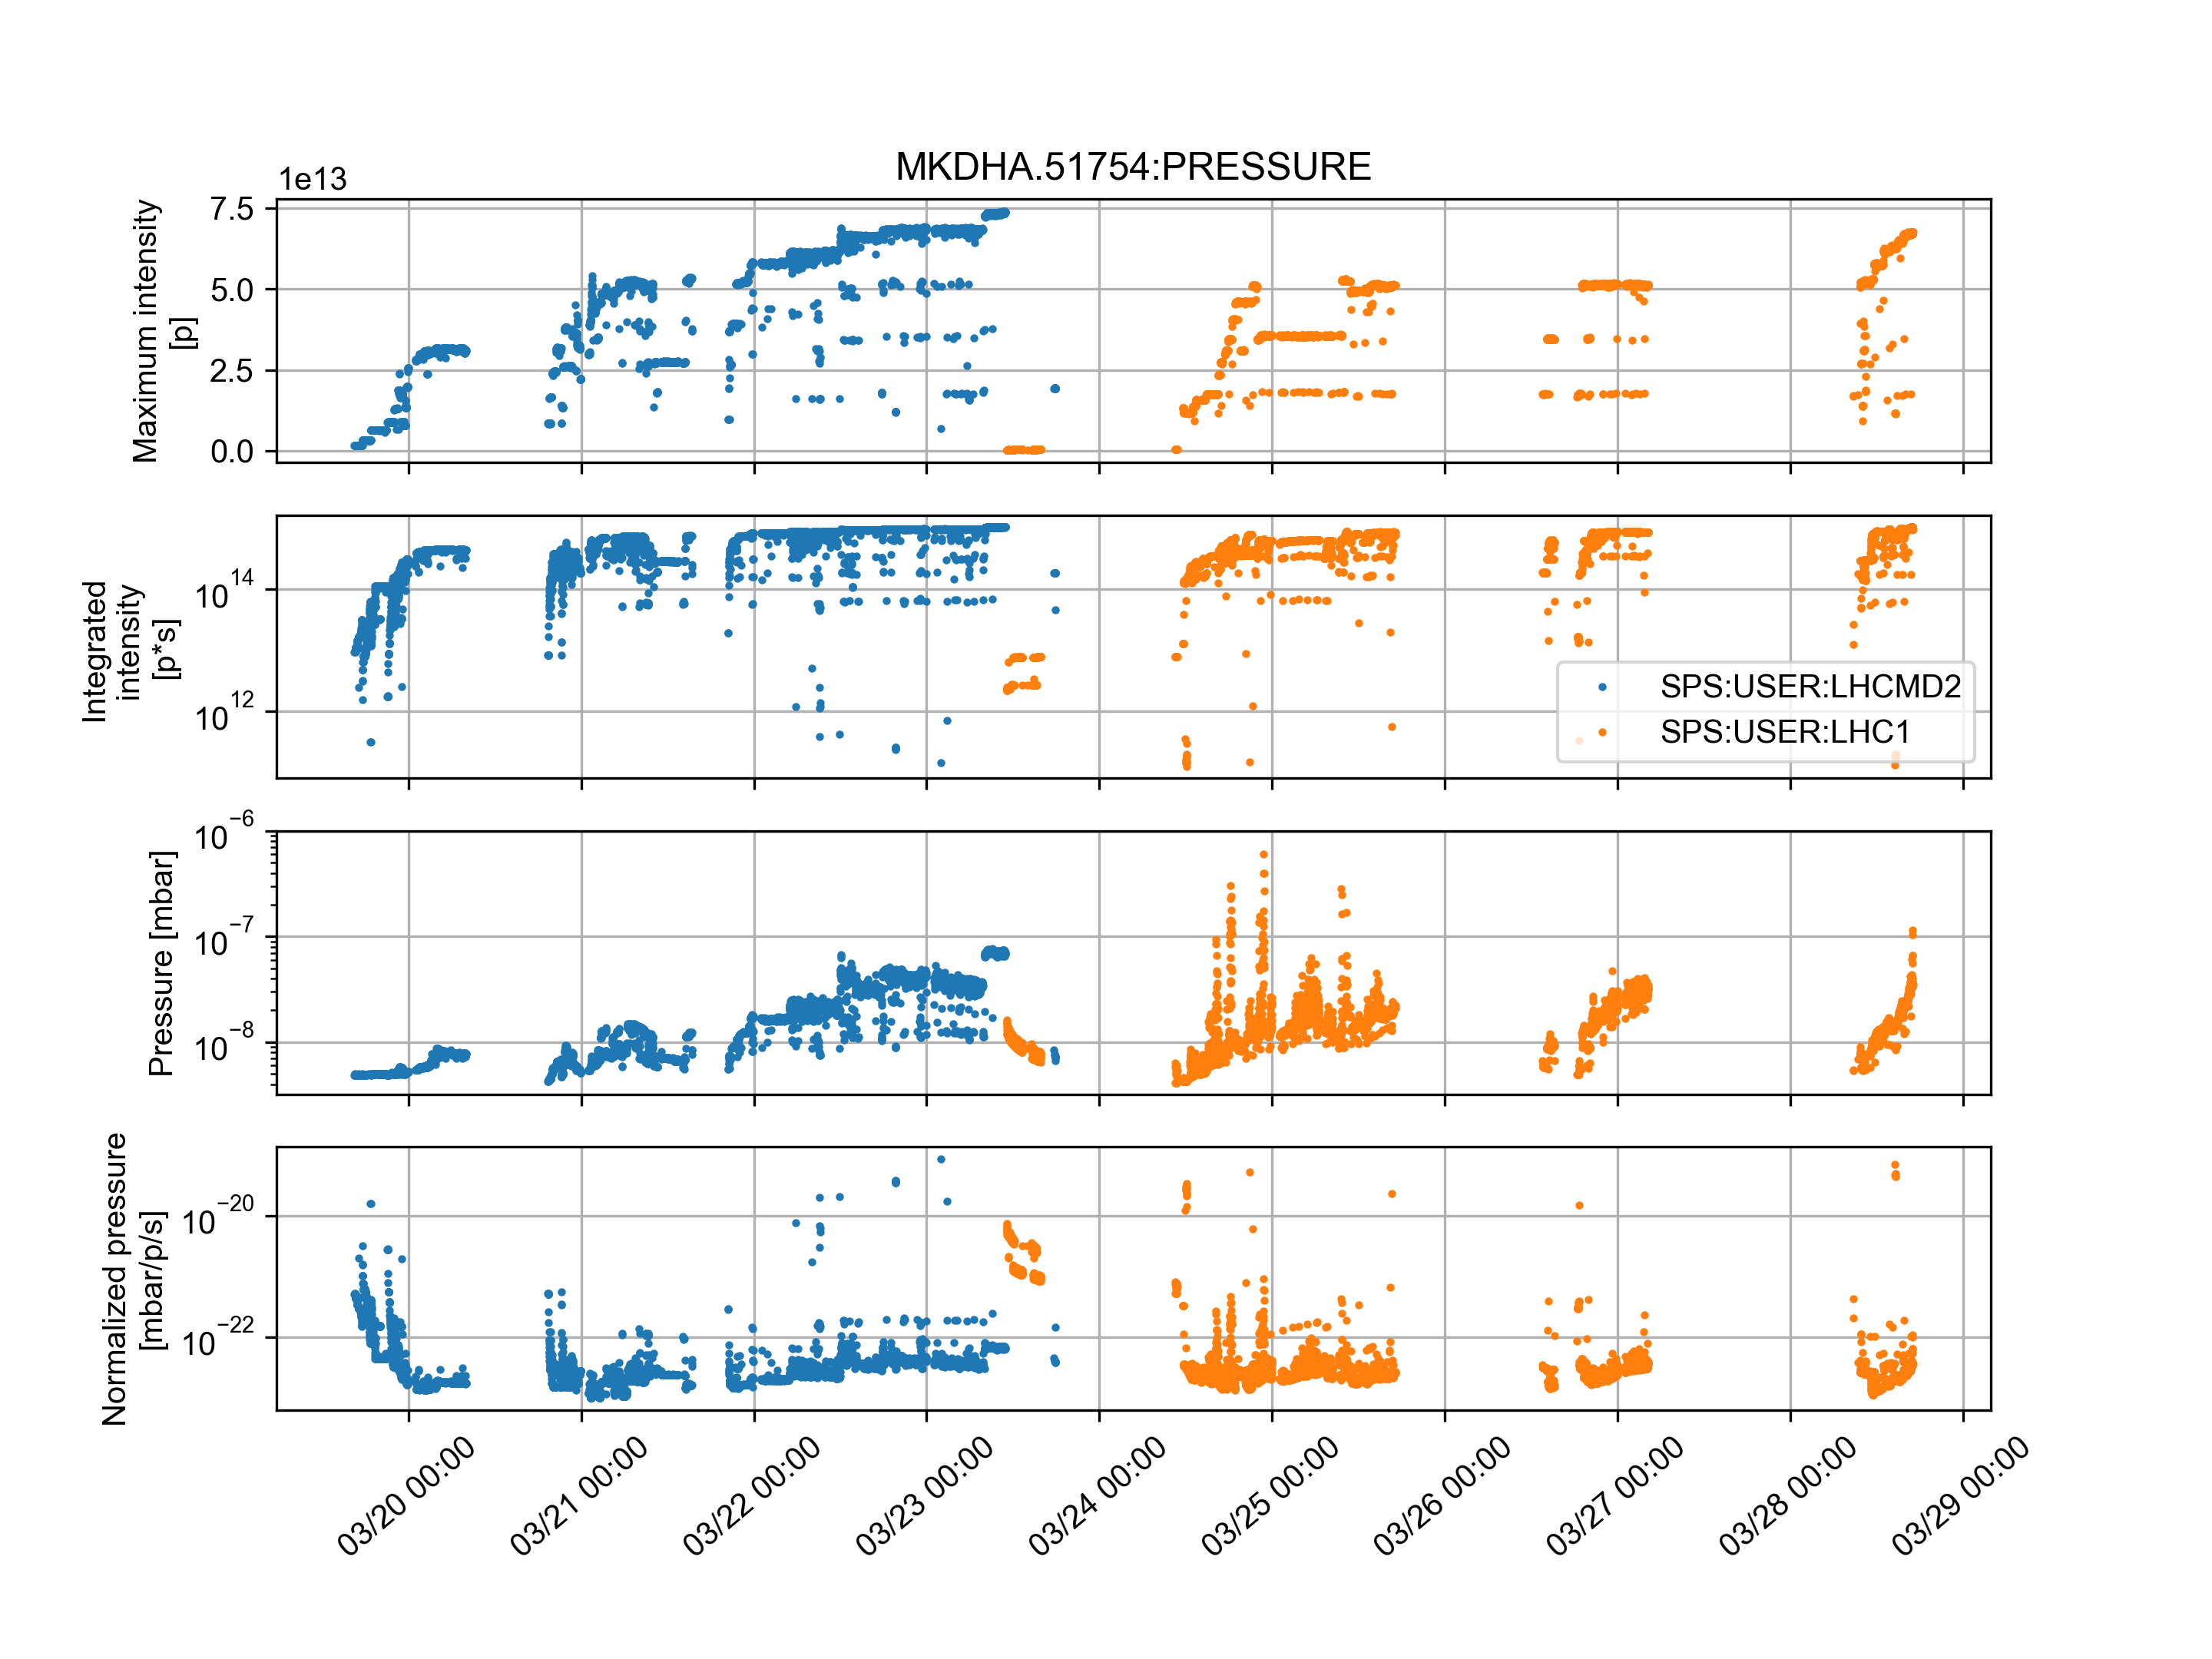 MKDHA.51754:PRESSURE
1e13
Maximum intensity
[p]
7.5
5.0
2.5
0.0
Integrated
intensity
[p*s]
10^14
10^12
SPS:USER:LHCMD2
SPS:USER:LHC1
Pressure [mbar]
10^−6
10^−7
10^−8
Normalized pressure
[mbar/p/s]
10^−20
10^−22
03/20 00:00
03/21 00:00
03/22 00:00
03/23 00:00
03/24 00:00
03/25 00:00
03/26 00:00
03/27 00:00
03/28 00:00
03/29 00:00